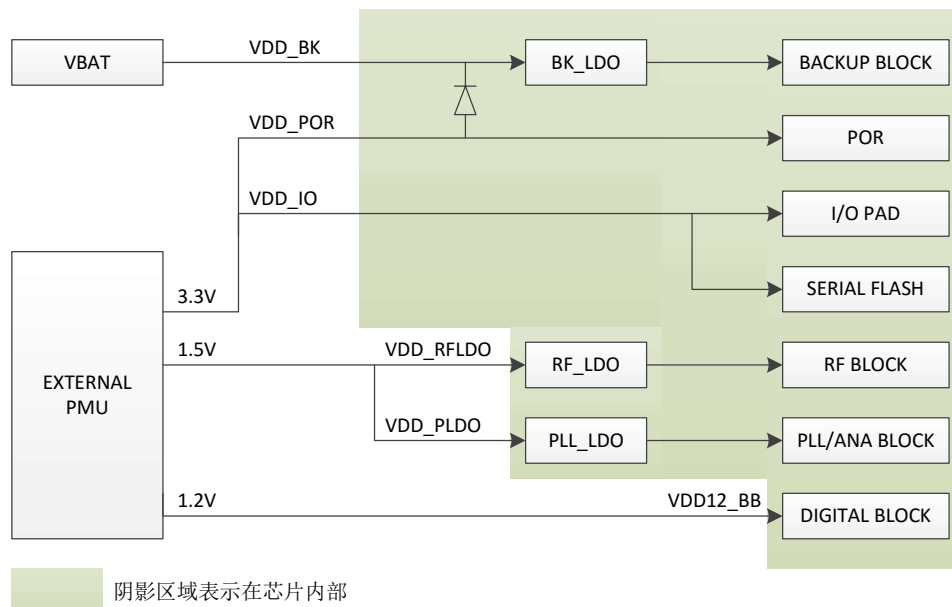 VBAT
VDD_BK
BK_LDO
BACKUP BLOCK
VDD_POR
POR
VDD_IO
I/O PAD
SERIAL FLASH
EXTERNAL
PMU
3.3V
1.5V
VDD_RFLDO
RF_LDO
RF BLOCK
VDD_PLDO
PLL_LDO
PLL/ANA BLOCK
1.2V
VDD12_BB
DIGITAL BLOCK
阴影区域表示在芯片内部